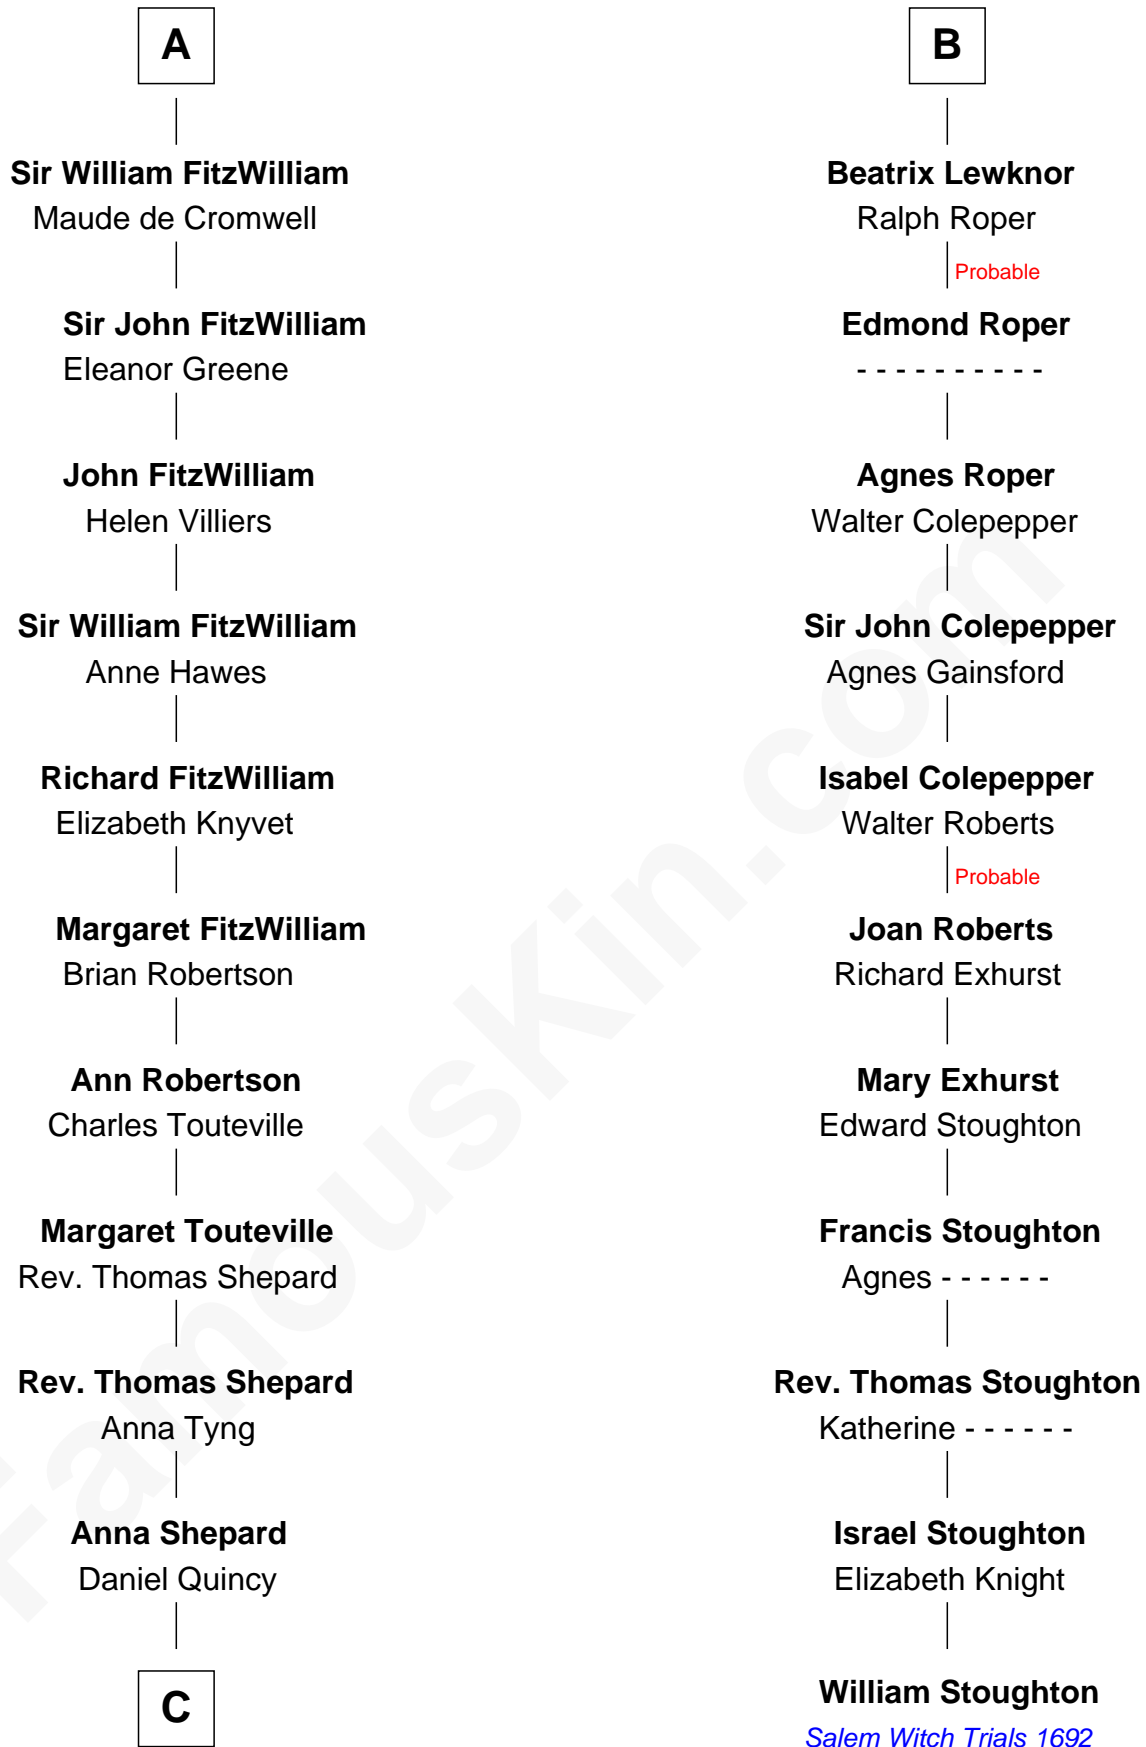 A
Sir William FitzWilliam
Maude de Cromwell
Sir John FitzWilliam
Eleanor Greene
John FitzWilliam
Helen Villiers
Sir William FitzWilliam
Anne Hawes
Richard FitzWilliam
Elizabeth Knyvet
Margaret FitzWilliam
Brian Robertson
Ann Robertson
Charles Touteville
Margaret Touteville
Rev. Thomas Shepard
Rev. Thomas Shepard
Anna Tyng
Anna Shepard
Daniel Quincy
C
B
Beatrix Lewknor
Ralph Roper
Probable
Edmond Roper
- - - - - - - - - -
Agnes Roper
Walter Colepepper
Sir John Colepepper
Agnes Gainsford
Isabel Colepepper
Walter Roberts
Probable
Joan Roberts
Richard Exhurst
Mary Exhurst
Edward Stoughton
Francis Stoughton
Agnes - - - - - -
Rev. Thomas Stoughton
Katherine - - - - - -
Israel Stoughton
Elizabeth Knight
William Stoughton
Salem Witch Trials 1692
FamousKin.com